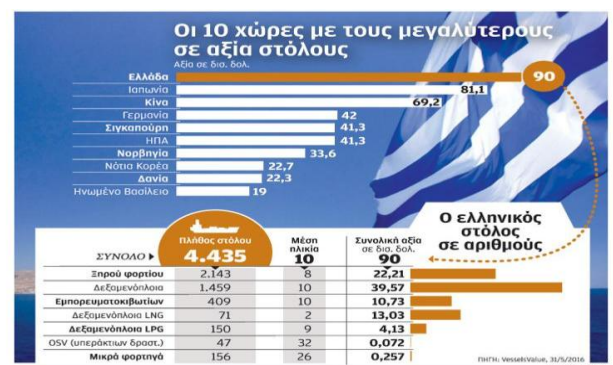 Οι 10 χώρες με τους μεγαλύτερους
σε αξία στόλους
Αξία σε δισ. δολ.
Ελλάδα 90
Ιαπωνία 81,1
Κίνα 69,2
Γερμανία 42
Σιγκαπούρη 41,3
ΗΠΑ 41,3
Νορβηγία 33,6
Νότια Κορέα 22,7
Δανία 22,3
Ηνωμένο Βασίλειο 19
Ο ελληνικός
στόλος
σε αριθμούς
Πλήθος στόλου Μέση ηλικία Συνολική αξία σε δισ. δολ.
ΣΥΝΟΛΟ 4.435 10 90
Ξηρού φορτίου 2.143 8 22,21
Δεξαμενόπλοια 1.459 10 39,57
Εμπορευματοκιβωτίων 409 10 10,73
Δεξαμενόπλοια LNG 71 2 13,03
Δεξαμενόπλοια LPG 150 9 4,13
OSV (υπεράκτιων δραστ.) 47 32 0,072
Μικρά φορτηγά 156 26 0,257
ΠΗΓΗ: VesselsValue, 31/5/2016